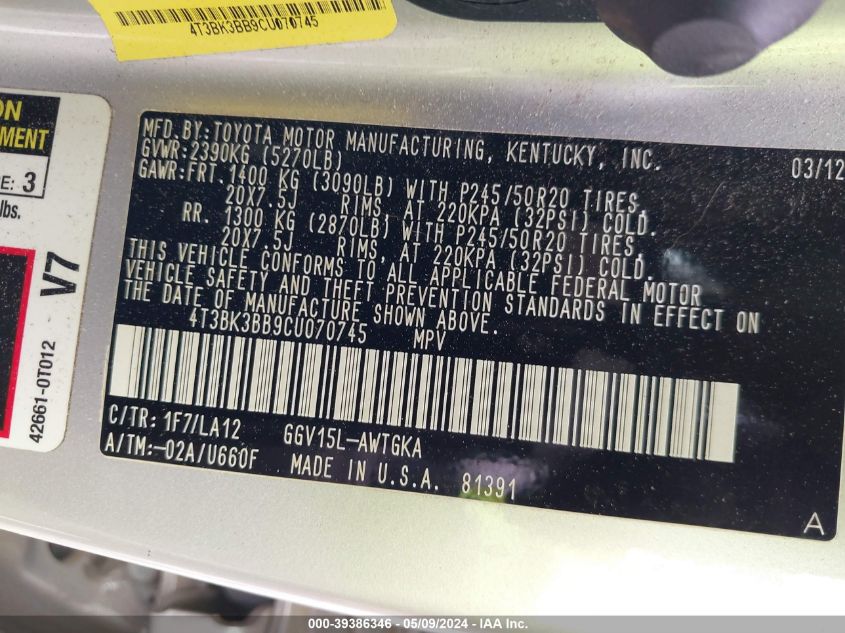 4T3BK3BB9CU070745
ON
EMENT
E: 3
lbs.
V7
42661-0T012
MFD.BY:TOYOTA MOTOR MANUFACTURING, KENTUCKY, INC. 03/12
GVWR:2390KG (5270LB)
GAWR:FRT.1400 KG (3090LB) WITH P245/50R20 TIRES,
20X7.5J RIMS, AT 220KPA (32PSI) COLD.
RR. 1300 KG (2870LB) WITH P245/50R20 TIRES,
20X7.5J RIMS, AT 220KPA (32PSI) COLD.
THIS VEHICLE CONFORMS TO ALL APPLICABLE FEDERAL MOTOR
VEHICLE SAFETY AND THEFT PREVENTION STANDARDS IN EFFECT ON
THE DATE OF MANUFACTURE SHOWN ABOVE.
4T3BK3BB9CU070745 MPV
C/TR: 1F7/LA12 GGV15L-AWTGKA
A/TM:-02A/U660F MADE IN U.S.A. 81391
A
000-39386346 - 05/09/2024 - IAA Inc.